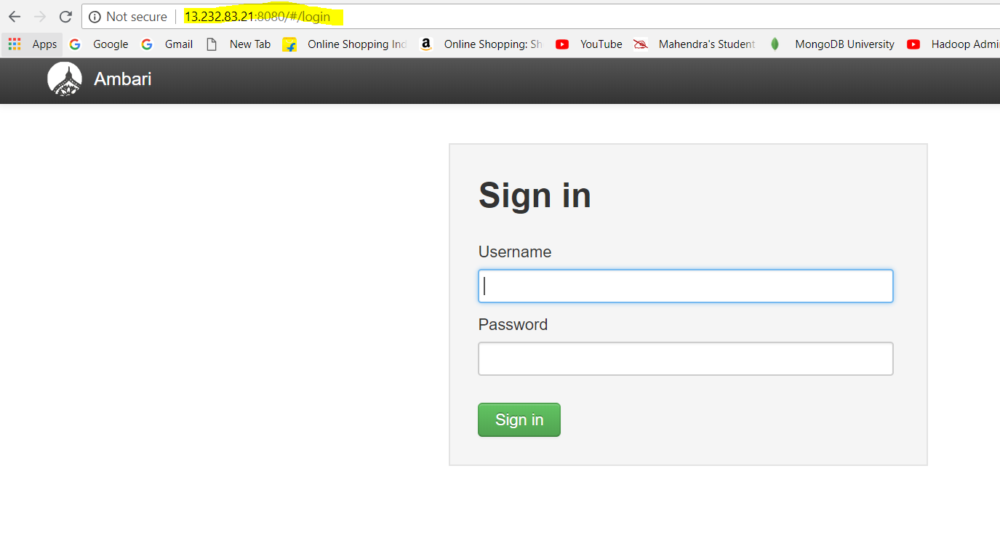 Not secure 13.232.83.21:8080/#/login
Apps Google Gmail New Tab Online Shopping Ind Online Shopping: Sh YouTube Mahendra's Student MongoDB University Hadoop Admi
Ambari
Sign in
Username
Password
Sign in